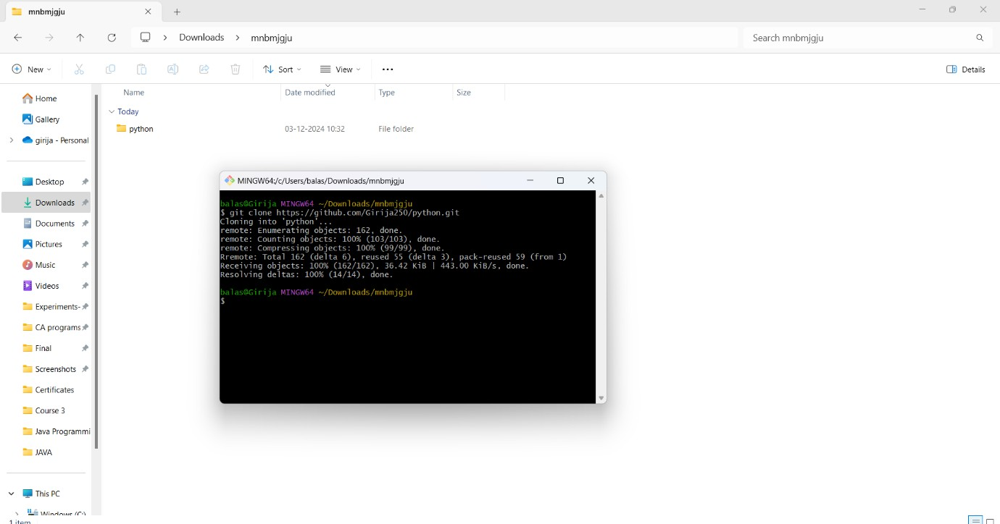 mnbmjgju
Downloads > mnbmjgju
Search mnbmjgju
New
Sort
View
Details
Name Date modified Type Size
Today
python 03-12-2024 10:32 File folder
Home
Gallery
girija - Personal
Desktop
Downloads
Documents
Pictures
Music
Videos
Experiments-
CA programs
Final
Screenshots
Certificates
Course 3
Java Programmi
JAVA
This PC
Windows (C:)
1 item
MINGW64:/c/Users/balas/Downloads/mnbmjgju
balas@Girija MINGW64 ~/Downloads/mnbmjgju
$ git clone https://github.com/Girija250/python.git
Cloning into 'python'...
remote: Enumerating objects: 162, done.
remote: Counting objects: 100% (103/103), done.
remote: Compressing objects: 100% (99/99), done.
Rremote: Total 162 (delta 6), reused 55 (delta 3), pack-reused 59 (from 1)
Receiving objects: 100% (162/162), 36.42 KiB | 443.00 KiB/s, done.
Resolving deltas: 100% (14/14), done.
balas@Girija MINGW64 ~/Downloads/mnbmjgju
$